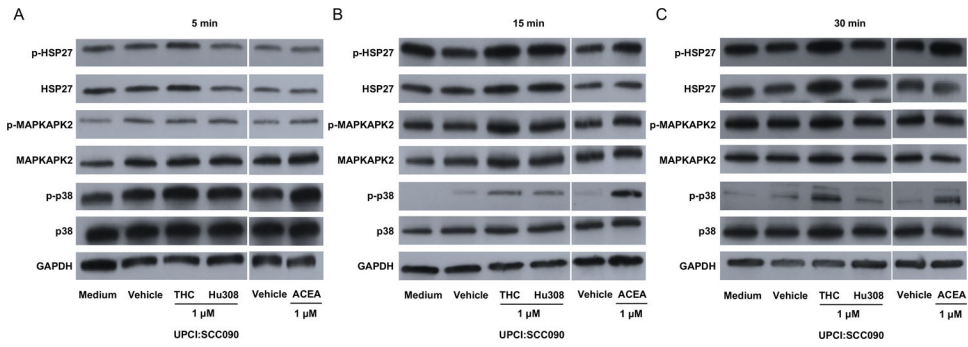 A
5 min
p-HSP27
HSP27
p-MAPKAPK2
MAPKAPK2
p-p38
p38
GAPDH
Medium Vehicle THC Hu308 Vehicle ACEA
1 µM 1 µM
UPCI:SCC090
B
15 min
p-HSP27
HSP27
p-MAPKAPK2
MAPKAPK2
p-p38
p38
GAPDH
Medium Vehicle THC Hu308 Vehicle ACEA
1 µM 1 µM
UPCI:SCC090
C
30 min
p-HSP27
HSP27
p-MAPKAPK2
MAPKAPK2
p-p38
p38
GAPDH
Medium Vehicle THC Hu308 Vehicle ACEA
1 µM 1 µM
UPCI:SCC090